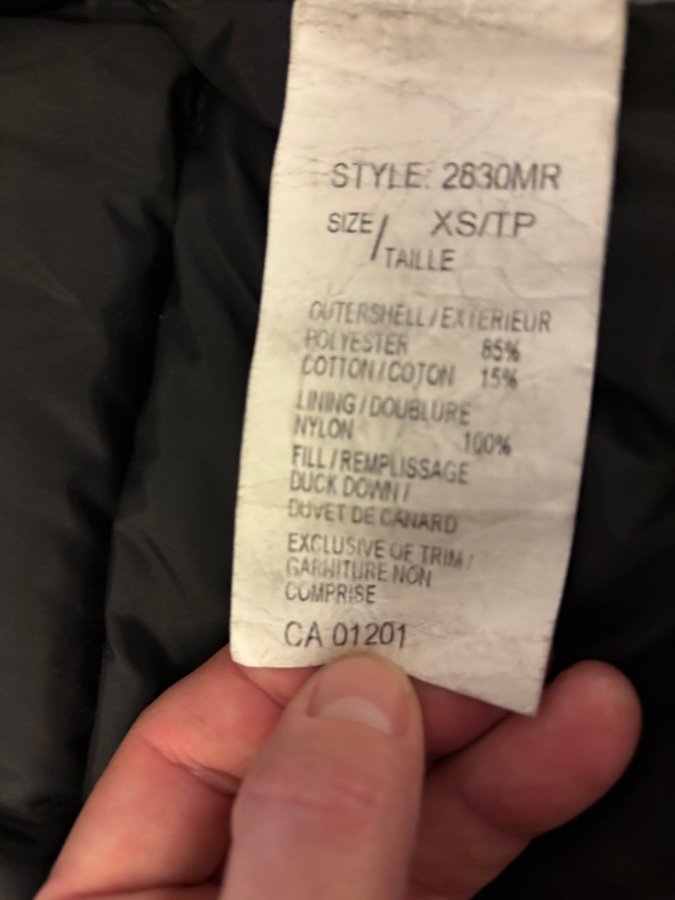 STYLE: 2630MR
SIZE / TAILLE XS/TP
OUTERSHELL / EXTERIEUR
POLYESTER 85%
COTTON / COTON 15%
LINING / DOUBLURE
NYLON 100%
FILL / REMPLISSAGE
DUCK DOWN /
DUVET DE CANARD
EXCLUSIVE OF TRIM /
GARNITURE NON
COMPRISE
CA 01201